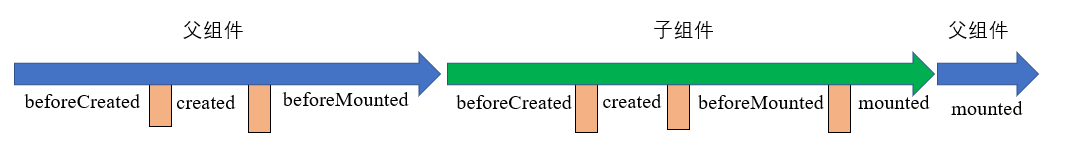 父组件
子组件
父组件
beforeCreated
created
beforeMounted
beforeCreated
created
beforeMounted
mounted
mounted